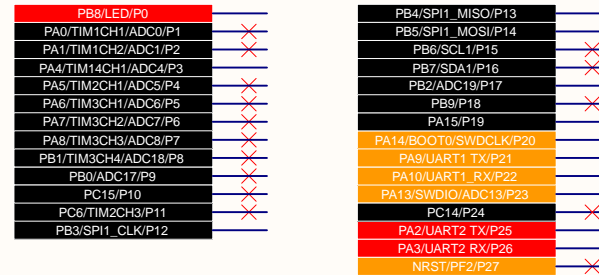 PB8/LED/P0
PA0/TIM1CH1/ADC0/P1
PA1/TIM1CH2/ADC1/P2
PA4/TIM14CH1/ADC4/P3
PA5/TIM2CH1/ADC5/P4
PA6/TIM3CH1/ADC6/P5
PA7/TIM3CH2/ADC7/P6
PA8/TIM3CH3/ADC8/P7
PB1/TIM3CH4/ADC18/P8
PB0/ADC17/P9
PC15/P10
PC6/TIM2CH3/P11
PB3/SPI1_CLK/P12
PB4/SPI1_MISO/P13
PB5/SPI1_MOSI/P14
PB6/SCL1/P15
PB7/SDA1/P16
PB2/ADC19/P17
PB9/P18
PA15/P19
PA14/BOOT0/SWDCLK/P20
PA9/UART1 TX/P21
PA10/UART1_RX/P22
PA13/SWDIO/ADC13/P23
PC14/P24
PA2/UART2 TX/P25
PA3/UART2 RX/P26
NRST/PF2/P27